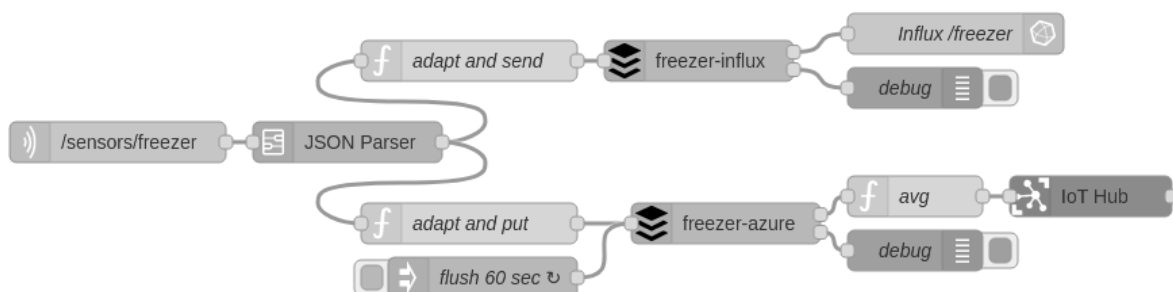 Influx /freezer
adapt and send
freezer-influx
debug
/sensors/freezer
JSON Parser
avg
IoT Hub
adapt and put
freezer-azure
debug
flush 60 sec ↻